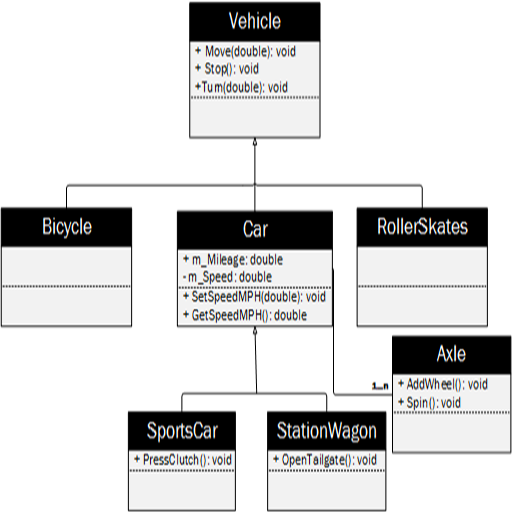 Vehicle
+ Move(double): void
+ Stop(): void
+Turn(double): void
Bicycle
Car
RollerSkates
+ m_Mileage: double
- m_Speed: double
+ SetSpeedMPH(double): void
+ GetSpeedMPH(): double
Axle
1...n
+ AddWheel(): void
+ Spin(): void
SportsCar
StationWagon
+ PressClutch(): void
+ OpenTailgate(): void